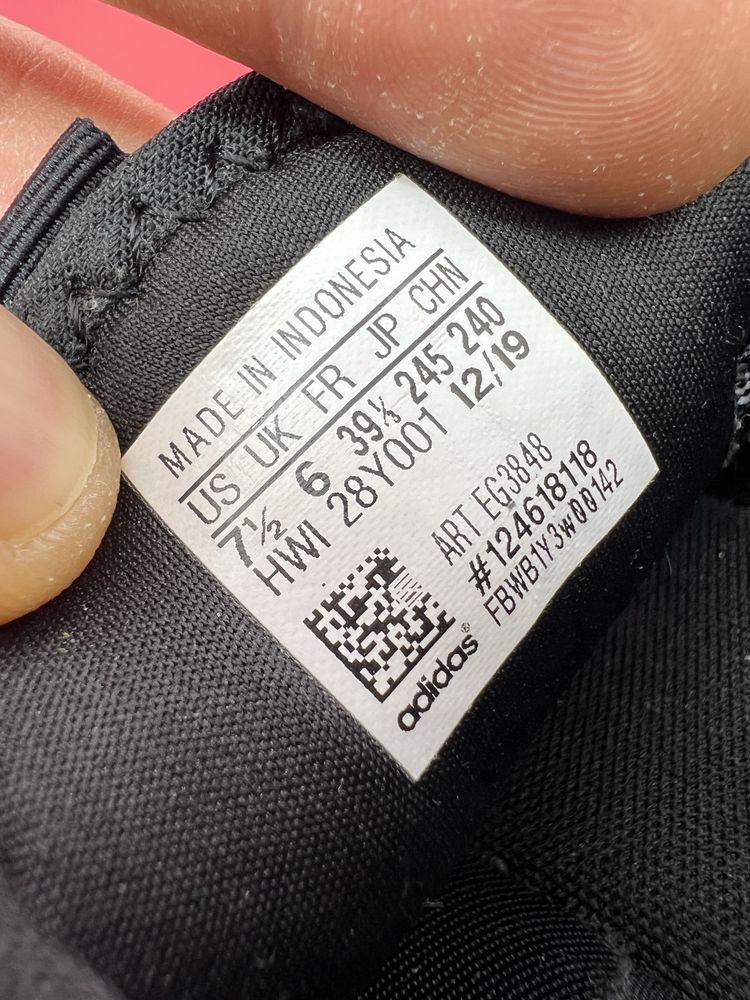 MADE IN INDONESIA
US UK FR JP CHN
7½ 6 39⅓ 245 240
HWI 28Y001 12/19
ART EG3848
#124618118
FBWB1Y3w00142
adidas®